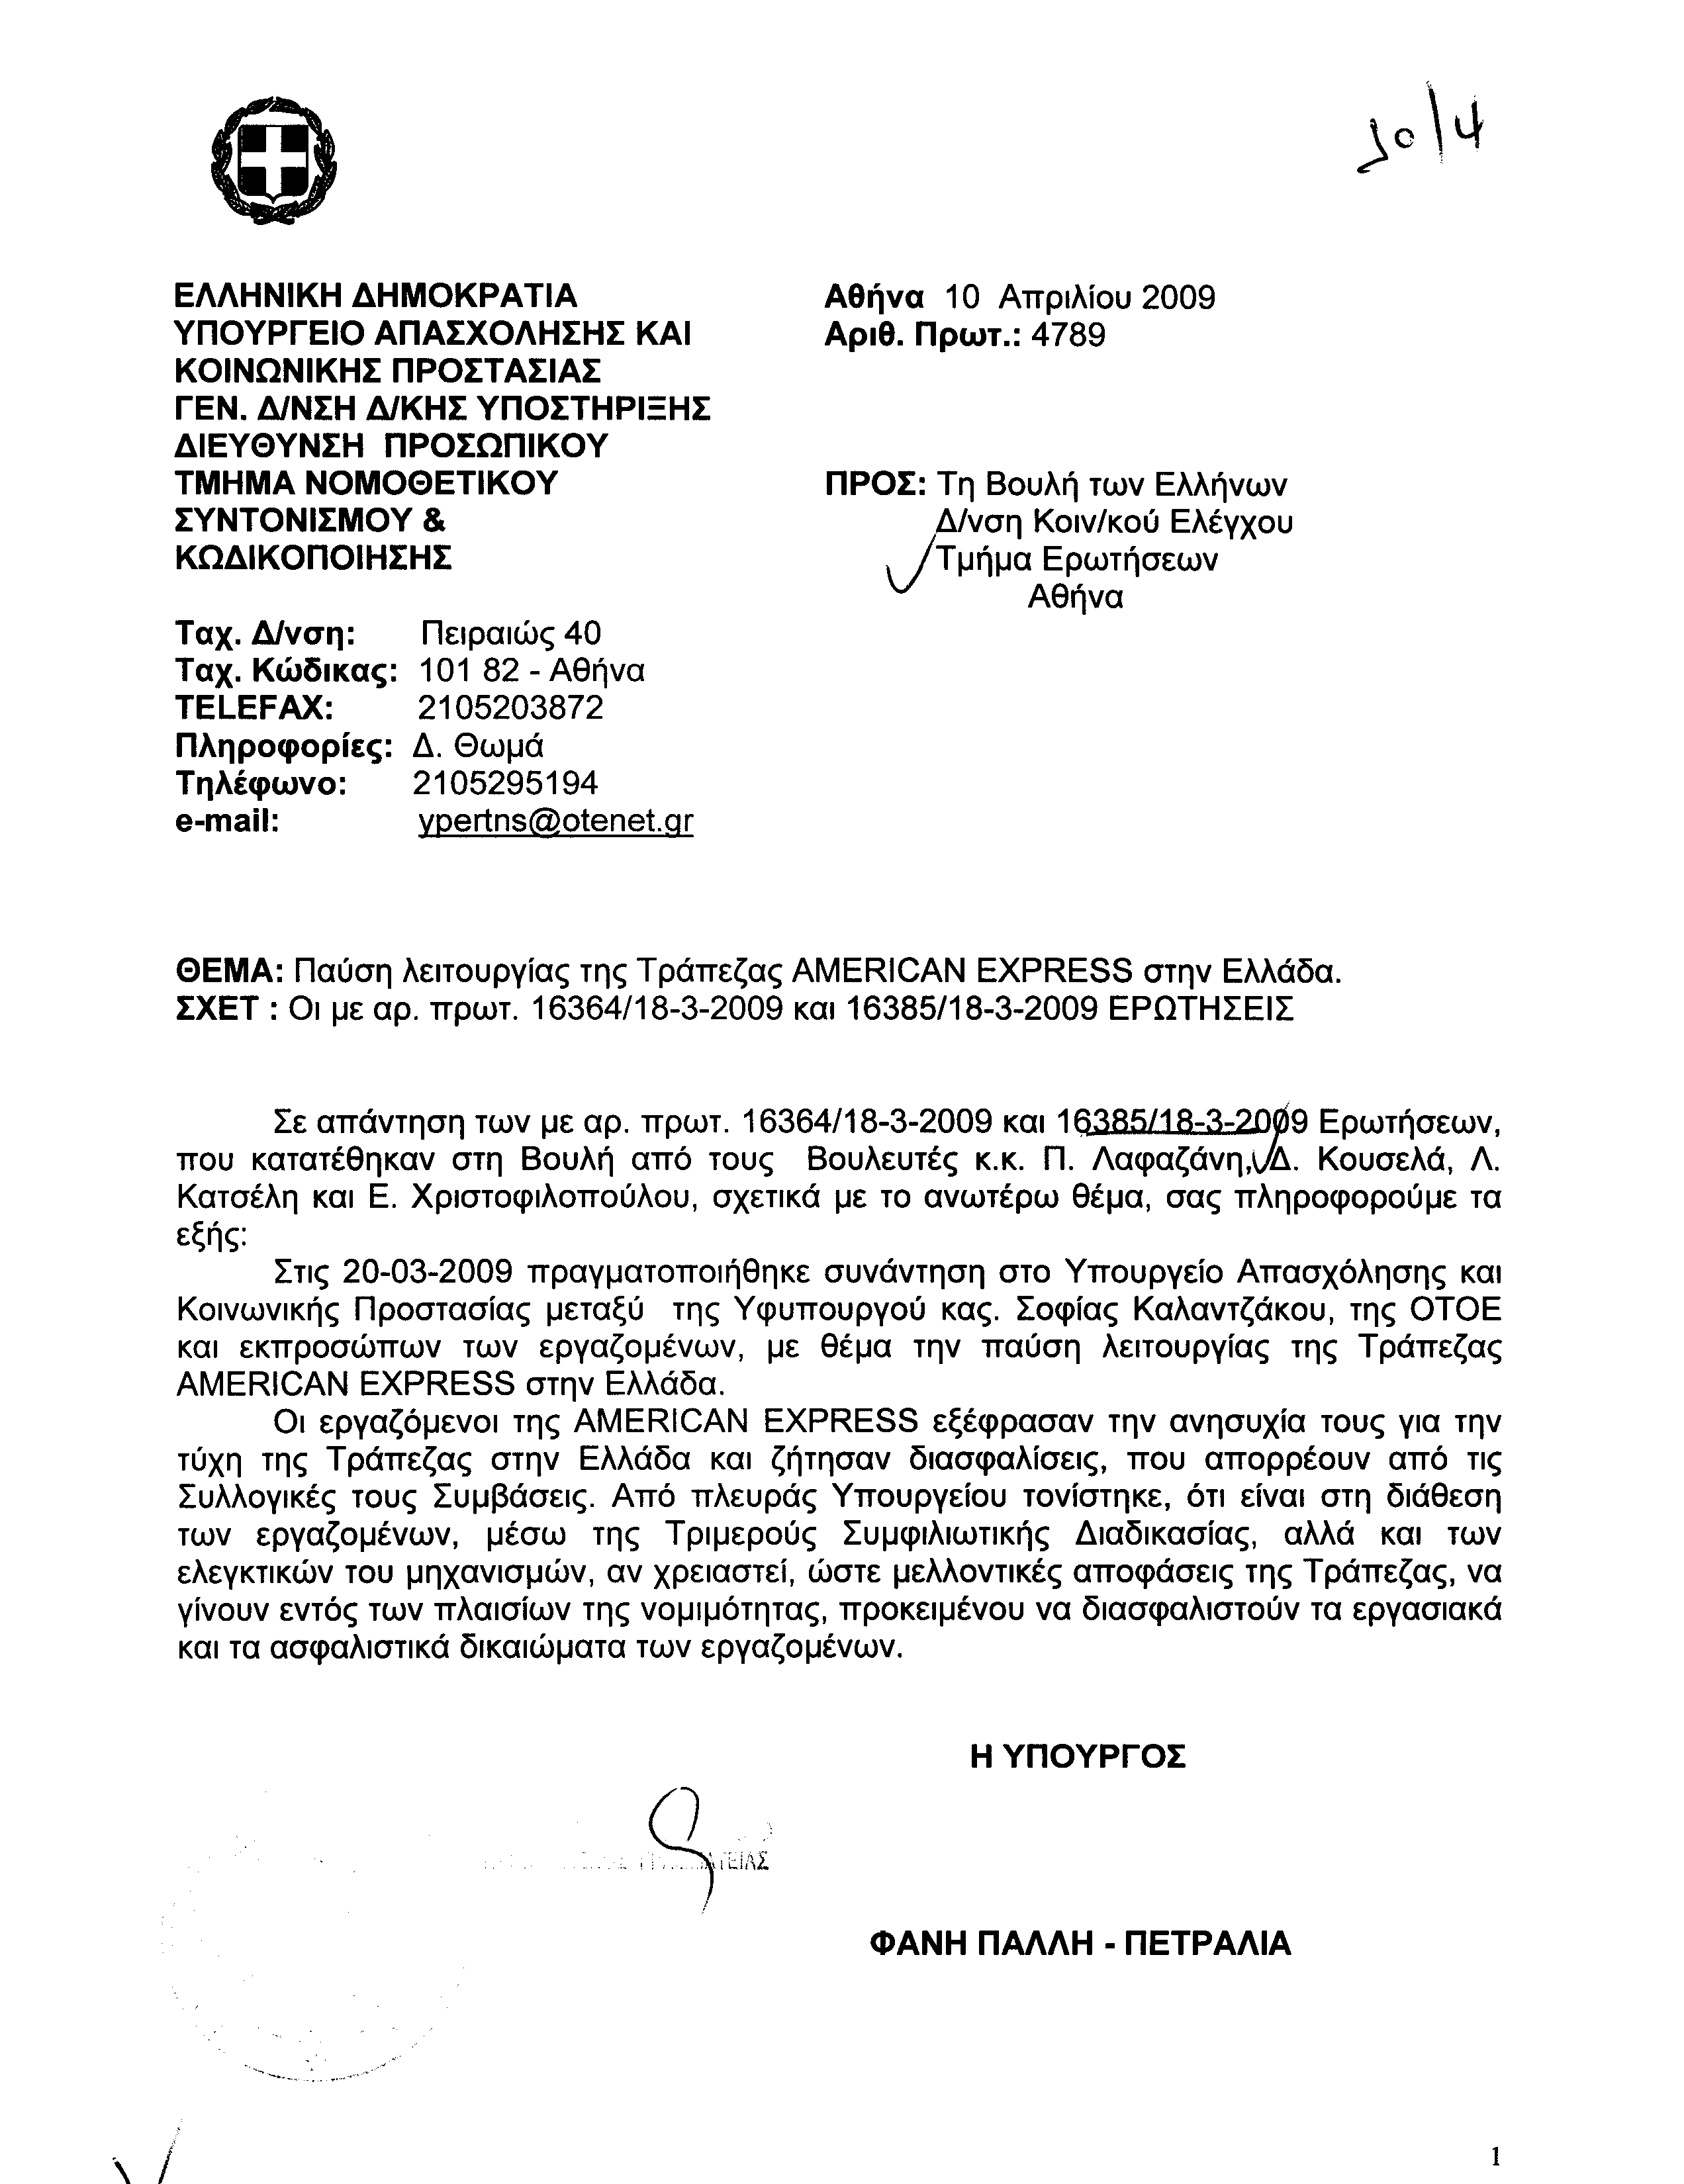 ΕΛΛΗΝΙΚΗ ΔΗΜΟΚΡΑΤΙΑ
ΥΠΟΥΡΓΕΙΟ ΑΠΑΣΧΟΛΗΣΗΣ ΚΑΙ
ΚΟΙΝΩΝΙΚΗΣ ΠΡΟΣΤΑΣΙΑΣ
ΓΕΝ. Δ/ΝΣΗ Δ/ΚΗΣ ΥΠΟΣΤΗΡΙΞΗΣ
ΔΙΕΥΘΥΝΣΗ ΠΡΟΣΩΠΙΚΟΥ
ΤΜΗΜΑ ΝΟΜΟΘΕΤΙΚΟΥ
ΣΥΝΤΟΝΙΣΜΟΥ &
ΚΩΔΙΚΟΠΟΙΗΣΗΣ
Ταχ. Δ/νση: Πειραιώς 40
Ταχ. Κώδικας: 101 82 - Αθήνα
TELEFAX: 2105203872
Πληροφορίες: Δ. Θωμά
Τηλέφωνο: 2105295194
e-mail: ypertns@otenet.gr
Αθήνα 10 Απριλίου 2009
Αριθ. Πρωτ.: 4789
ΠΡΟΣ: Τη Βουλή των Ελλήνων
Δ/νση Κοιν/κού Ελέγχου
Τμήμα Ερωτήσεων
Αθήνα
ΘΕΜΑ: Παύση λειτουργίας της Τράπεζας AMERICAN EXPRESS στην Ελλάδα.
ΣΧΕΤ : Οι με αρ. πρωτ. 16364/18-3-2009 και 16385/18-3-2009 ΕΡΩΤΗΣΕΙΣ
Σε απάντηση των με αρ. πρωτ. 16364/18-3-2009 και 16385/18-3-2009 Ερωτήσεων,
που κατατέθηκαν στη Βουλή από τους Βουλευτές κ.κ. Π. Λαφαζάνη, Δ. Κουσελά, Λ.
Κατσέλη και Ε. Χριστοφιλοπούλου, σχετικά με το ανωτέρω θέμα, σας πληροφορούμε τα
εξής:
Στις 20-03-2009 πραγματοποιήθηκε συνάντηση στο Υπουργείο Απασχόλησης και
Κοινωνικής Προστασίας μεταξύ της Υφυπουργού κας. Σοφίας Καλαντζάκου, της ΟΤΟΕ
και εκπροσώπων των εργαζομένων, με θέμα την παύση λειτουργίας της Τράπεζας
AMERICAN EXPRESS στην Ελλάδα.
Οι εργαζόμενοι της AMERICAN EXPRESS εξέφρασαν την ανησυχία τους για την
τύχη της Τράπεζας στην Ελλάδα και ζήτησαν διασφαλίσεις, που απορρέουν από τις
Συλλογικές τους Συμβάσεις. Από πλευράς Υπουργείου τονίστηκε, ότι είναι στη διάθεση
των εργαζομένων, μέσω της Τριμερούς Συμφιλιωτικής Διαδικασίας, αλλά και των
ελεγκτικών του μηχανισμών, αν χρειαστεί, ώστε μελλοντικές αποφάσεις της Τράπεζας, να
γίνουν εντός των πλαισίων της νομιμότητας, προκειμένου να διασφαλιστούν τα εργασιακά
και τα ασφαλιστικά δικαιώματα των εργαζομένων.
Η ΥΠΟΥΡΓΟΣ
ΦΑΝΗ ΠΑΛΛΗ - ΠΕΤΡΑΛΙΑ
1